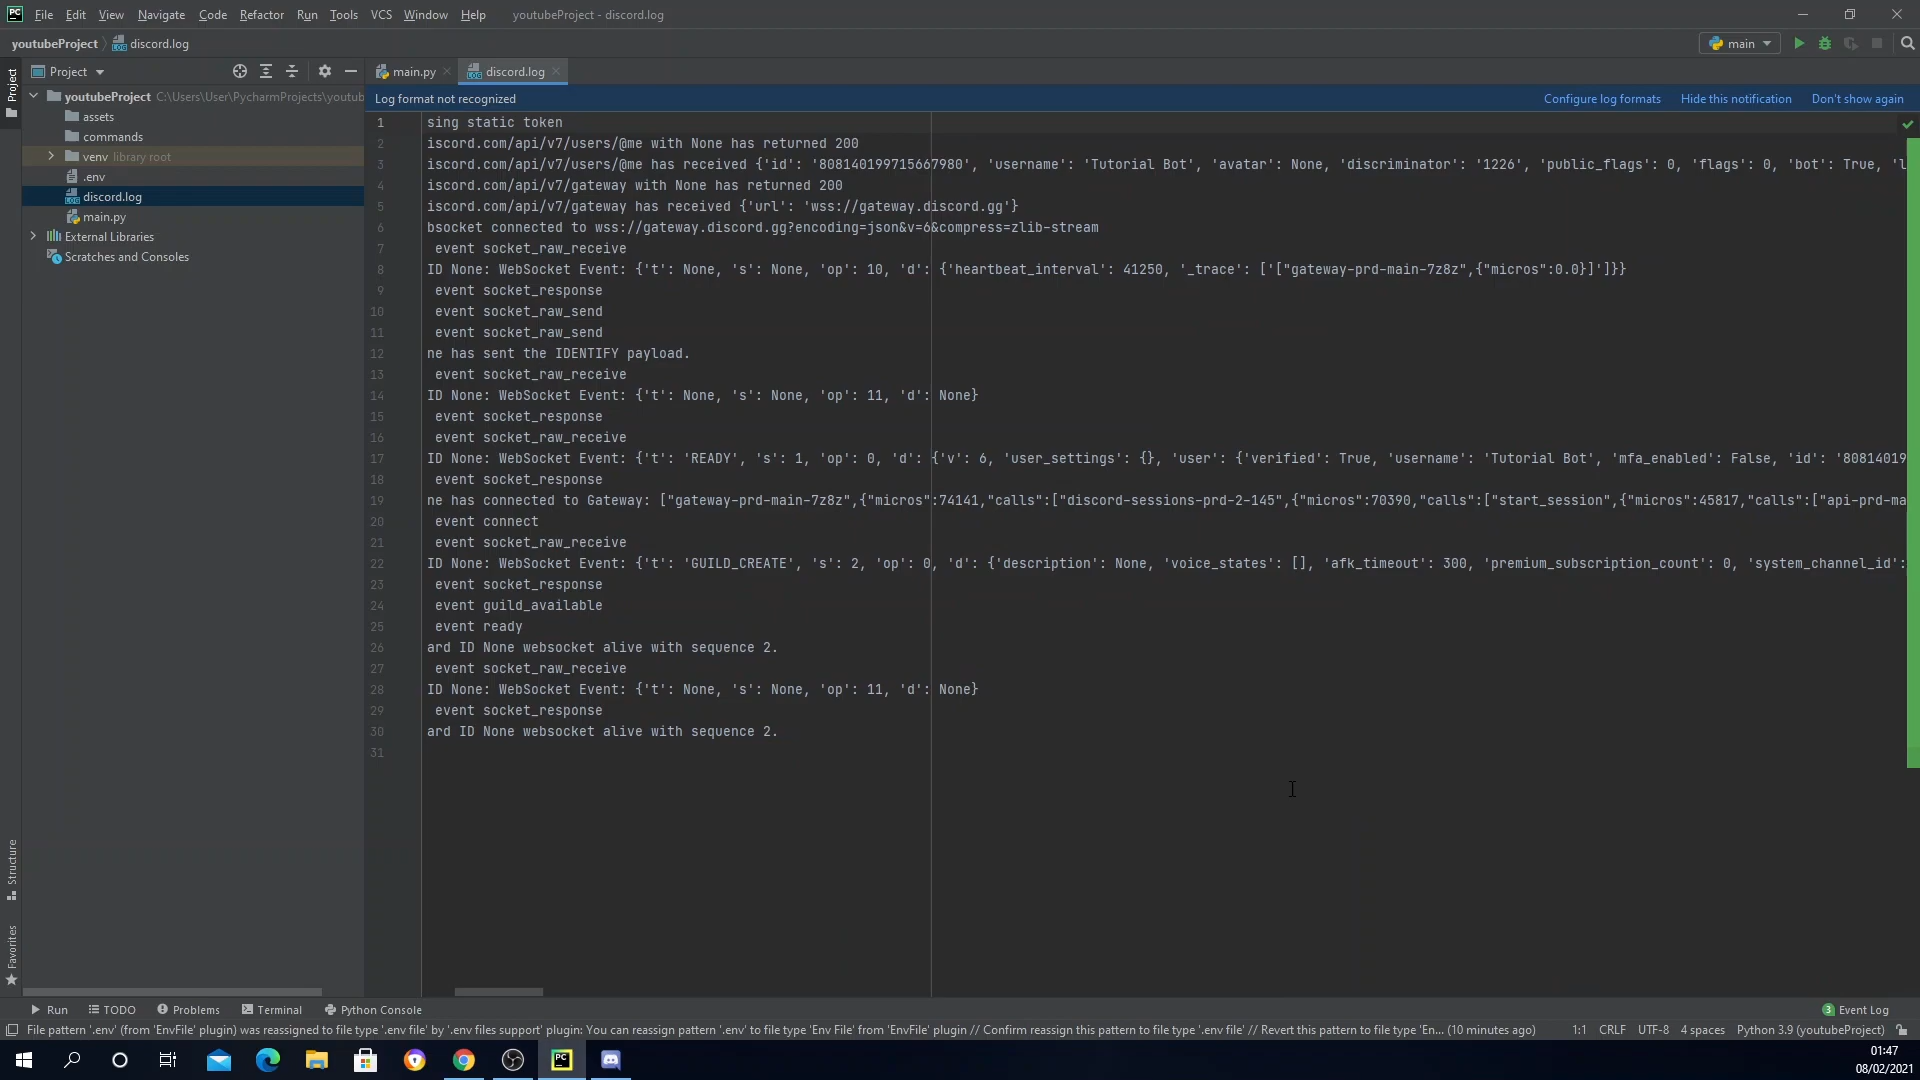 PC File Edit View Navigate Code Refactor Run Tools VCS Window Help youtubeProject - discord.log
youtubeProject discord.log main
Project main.py discord.log
Project
Log format not recognized Configure log formats Hide this notification Don't show again
youtubeProject C:\Users\User\PycharmProjects\youtub
assets
commands
venv library root
.env
discord.log
main.py
External Libraries
Scratches and Consoles
1 sing static token
2 iscord.com/api/v7/users/@me with None has returned 200
3 iscord.com/api/v7/users/@me has received {'id': '808140199715667980', 'username': 'Tutorial Bot', 'avatar': None, 'discriminator': '1226', 'public_flags': 0, 'flags': 0, 'bot': True, 'l
4 iscord.com/api/v7/gateway with None has returned 200
5 iscord.com/api/v7/gateway has received {'url': 'wss://gateway.discord.gg'}
6 bsocket connected to wss://gateway.discord.gg?encoding=json&v=6&compress=zlib-stream
7 event socket_raw_receive
8 ID None: WebSocket Event: {'t': None, 's': None, 'op': 10, 'd': {'heartbeat_interval': 41250, '_trace': ['["gateway-prd-main-7z8z",{"micros":0.0}]']}}
9 event socket_response
10 event socket_raw_send
11 event socket_raw_send
12 ne has sent the IDENTIFY payload.
13 event socket_raw_receive
14 ID None: WebSocket Event: {'t': None, 's': None, 'op': 11, 'd': None}
15 event socket_response
16 event socket_raw_receive
17 ID None: WebSocket Event: {'t': 'READY', 's': 1, 'op': 0, 'd': {'v': 6, 'user_settings': {}, 'user': {'verified': True, 'username': 'Tutorial Bot', 'mfa_enabled': False, 'id': '80814019
18 event socket_response
19 ne has connected to Gateway: ["gateway-prd-main-7z8z",{"micros":74141,"calls":["discord-sessions-prd-2-145",{"micros":70390,"calls":["start_session",{"micros":45817,"calls":["api-prd-ma
20 event connect
21 event socket_raw_receive
22 ID None: WebSocket Event: {'t': 'GUILD_CREATE', 's': 2, 'op': 0, 'd': {'description': None, 'voice_states': [], 'afk_timeout': 300, 'premium_subscription_count': 0, 'system_channel_id':
23 event socket_response
24 event guild_available
25 event ready
26 ard ID None websocket alive with sequence 2.
27 event socket_raw_receive
28 ID None: WebSocket Event: {'t': None, 's': None, 'op': 11, 'd': None}
29 event socket_response
30 ard ID None websocket alive with sequence 2.
31
Structure
Favorites
Run TODO Problems Terminal Python Console 3 Event Log
File pattern '.env' (from 'EnvFile' plugin) was reassigned to file type '.env file' by '.env files support' plugin: You can reassign pattern '.env' to file type 'Env File' from 'EnvFile' plugin // Confirm reassign this pattern to file type '.env file' // Revert this pattern to file type 'En... (10 minutes ago) 1:1 CRLF UTF-8 4 spaces Python 3.9 (youtubeProject)
PC 01:47
08/02/2021